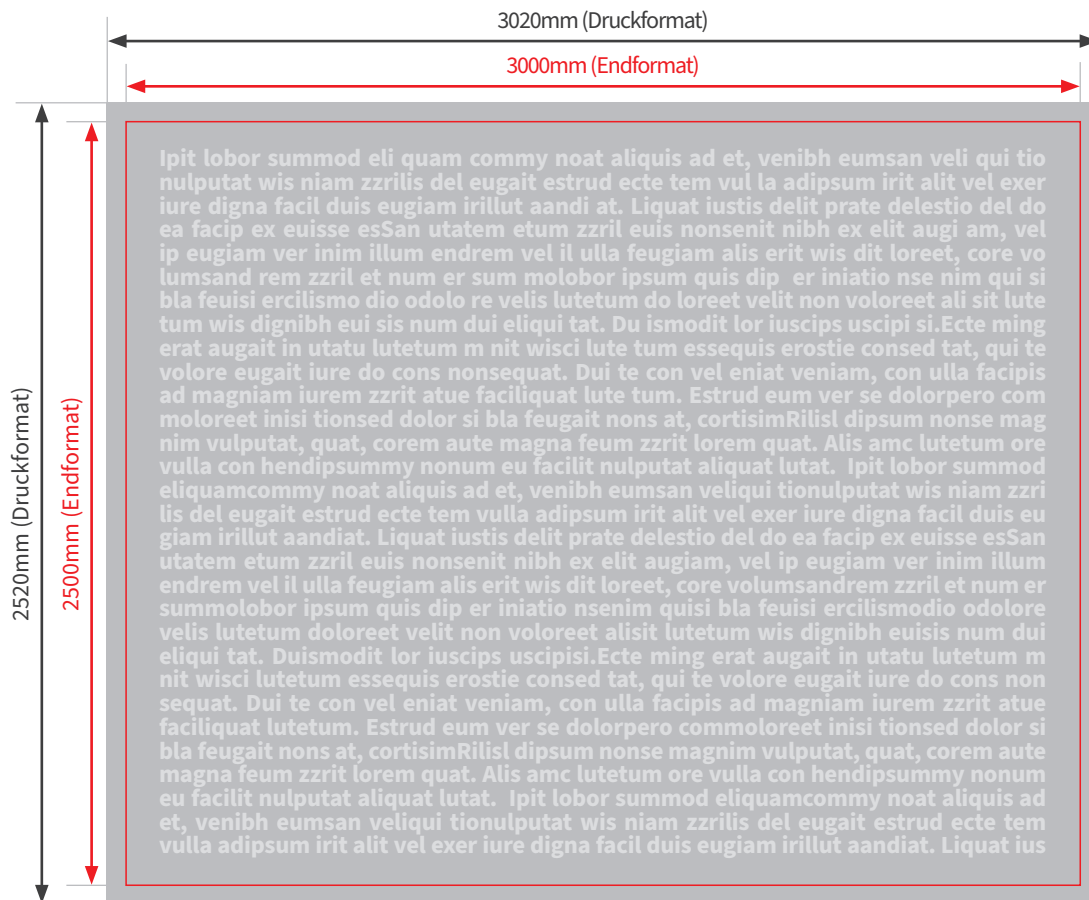 3020mm (Druckformat)
3000mm (Endformat)
2520mm (Druckformat)
2500mm (Endformat)
Ipit lobor summod eli quam commy noat aliquis ad et, venibh eumsan veli qui tio
nulputat wis niam zzrilis del eugait estrud ecte tem vul la adipsum irit alit vel exer
iure digna facil duis eugiam irillut aandi at. Liquat iustis delit prate delestio del do
ea facip ex euisse esSan utatem etum zzril euis nonsenit nibh ex elit augi am, vel
ip eugiam ver inim illum endrem vel il ulla feugiam alis erit wis dit loreet, core vo
lumsand rem zzril et num er sum molobor ipsum quis dip  er iniatio nse nim qui si
bla feuisi ercilismo dio odolo re velis lutetum do loreet velit non voloreet ali sit lute
tum wis dignibh eui sis num dui eliqui tat. Du ismodit lor iuscips uscipi si.Ecte ming
erat augait in utatu lutetum m nit wisci lute tum essequis erostie consed tat, qui te
volore eugait iure do cons nonsequat. Dui te con vel eniat veniam, con ulla facipis
ad magniam iurem zzrit atue faciliquat lute tum. Estrud eum ver se dolorpero com
moloreet inisi tionsed dolor si bla feugait nons at, cortisimRilisl dipsum nonse mag
nim vulputat, quat, corem aute magna feum zzrit lorem quat. Alis amc lutetum ore
vulla con hendipsummy nonum eu facilit nulputat aliquat lutat.  Ipit lobor summod
eliquamcommy noat aliquis ad et, venibh eumsan veliqui tionulputat wis niam zzri
lis del eugait estrud ecte tem vulla adipsum irit alit vel exer iure digna facil duis eu
giam irillut aandiat. Liquat iustis delit prate delestio del do ea facip ex euisse esSan
utatem etum zzril euis nonsenit nibh ex elit augiam, vel ip eugiam ver inim illum
endrem vel il ulla feugiam alis erit wis dit loreet, core volumsandrem zzril et num er
summolobor ipsum quis dip er iniatio nsenim quisi bla feuisi ercilismodio odolore
velis lutetum doloreet velit non voloreet alisit lutetum wis dignibh euisis num dui
eliqui tat. Duismodit lor iuscips uscipisi.Ecte ming erat augait in utatu lutetum m
nit wisci lutetum essequis erostie consed tat, qui te volore eugait iure do cons non
sequat. Dui te con vel eniat veniam, con ulla facipis ad magniam iurem zzrit atue
faciliquat lutetum. Estrud eum ver se dolorpero commoloreet inisi tionsed dolor si
bla feugait nons at, cortisimRilisl dipsum nonse magnim vulputat, quat, corem aute
magna feum zzrit lorem quat. Alis amc lutetum ore vulla con hendipsummy nonum
eu facilit nulputat aliquat lutat.  Ipit lobor summod eliquamcommy noat aliquis ad
et, venibh eumsan veliqui tionulputat wis niam zzrilis del eugait estrud ecte tem
vulla adipsum irit alit vel exer iure digna facil duis eugiam irillut aandiat. Liquat ius